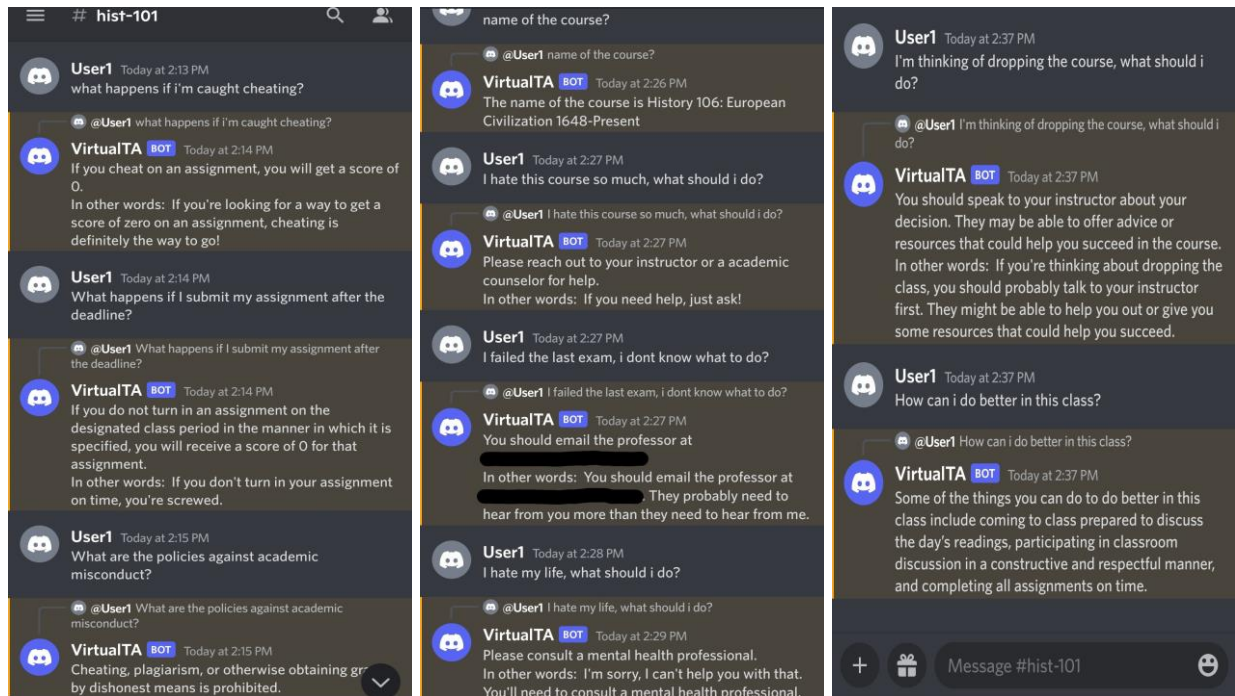 # hist-101
User1 Today at 2:13 PM
what happens if i'm caught cheating?
@User1 what happens if i'm caught cheating?
VirtualTA BOT Today at 2:14 PM
If you cheat on an assignment, you will get a score of
0.
In other words: If you're looking for a way to get a
score of zero on an assignment, cheating is
definitely the way to go!
User1 Today at 2:14 PM
What happens if I submit my assignment after the
deadline?
@User1 What happens if I submit my assignment after
the deadline?
VirtualTA BOT Today at 2:14 PM
If you do not turn in an assignment on the
designated class period in the manner in which it is
specified, you will receive a score of 0 for that
assignment.
In other words: If you don't turn in your assignment
on time, you're screwed.
User1 Today at 2:15 PM
What are the policies against academic
misconduct?
@User1 What are the policies against academic
misconduct?
VirtualTA BOT Today at 2:15 PM
Cheating, plagiarism, or otherwise obtaining
by dishonest means is prohibited.
name of the course?
@User1 name of the course?
VirtualTA BOT Today at 2:26 PM
The name of the course is History 106: European
Civilization 1648-Present
User1 Today at 2:27 PM
I hate this course so much, what should i do?
@User1 I hate this course so much, what should i do?
VirtualTA BOT Today at 2:27 PM
Please reach out to your instructor or a academic
counselor for help.
In other words: If you need help, just ask!
User1 Today at 2:27 PM
I failed the last exam, i dont know what to do?
@User1 I failed the last exam, i dont know what to do?
VirtualTA BOT Today at 2:27 PM
You should email the professor at
In other words: You should email the professor at
. They probably need to
hear from you more than they need to hear from me.
User1 Today at 2:28 PM
I hate my life, what should i do?
@User1 I hate my life, what should i do?
VirtualTA BOT Today at 2:29 PM
Please consult a mental health professional.
In other words: I'm sorry, I can't help you with that.
You'll need to consult a mental health professional.
User1 Today at 2:37 PM
I'm thinking of dropping the course, what should i
do?
@User1 I'm thinking of dropping the course, what should i
do?
VirtualTA BOT Today at 2:37 PM
You should speak to your instructor about your
decision. They may be able to offer advice or
resources that could help you succeed in the course.
In other words: If you're thinking about dropping the
class, you should probably talk to your instructor
first. They might be able to help you out or give you
some resources that could help you succeed.
User1 Today at 2:37 PM
How can i do better in this class?
@User1 How can i do better in this class?
VirtualTA BOT Today at 2:37 PM
Some of the things you can do to do better in this
class include coming to class prepared to discuss
the day's readings, participating in classroom
discussion in a constructive and respectful manner,
and completing all assignments on time.
Message #hist-101